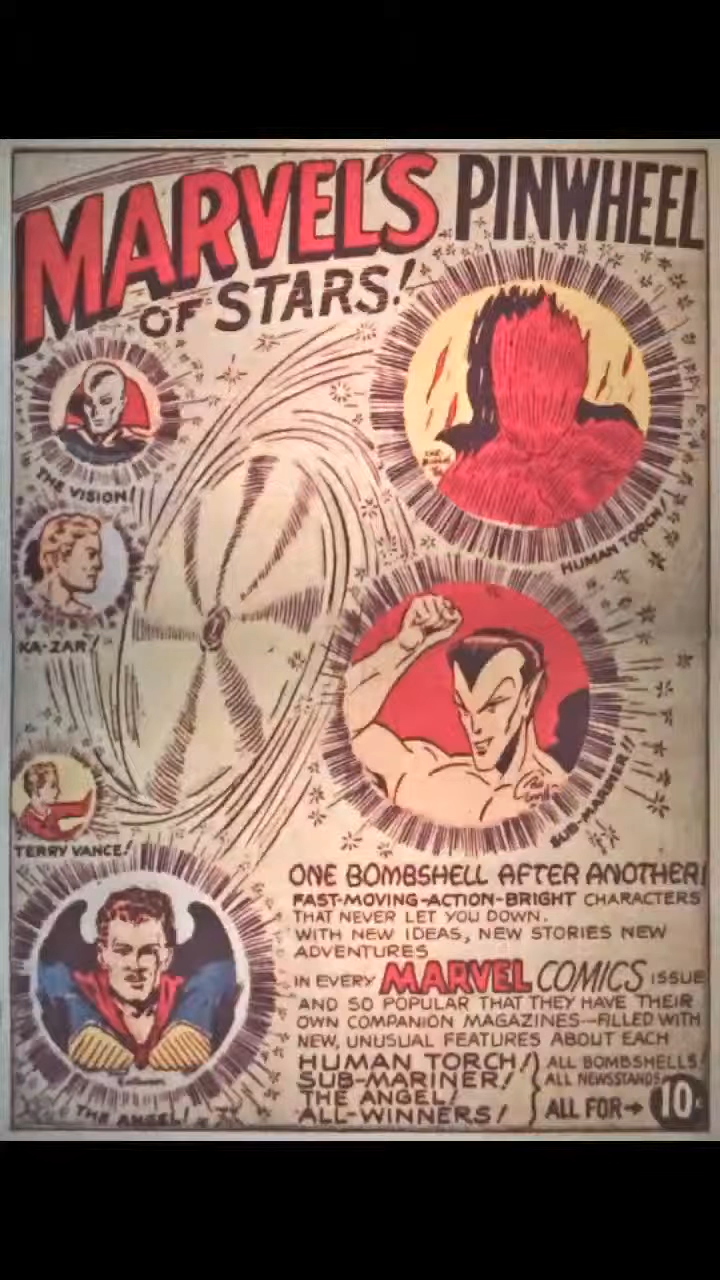 MARVEL'S PINWHEEL
OF STARS!
THE VISION!
HUMAN TORCH!
KA-ZAR!
SUB-MARINER!!
TERRY VANCE!
THE ANGEL!
ONE BOMBSHELL AFTER ANOTHER!
FAST-MOVING-ACTION-BRIGHT CHARACTERS
THAT NEVER LET YOU DOWN.
WITH NEW IDEAS, NEW STORIES NEW
ADVENTURES
IN EVERY MARVEL COMICS ISSUE
AND SO POPULAR THAT THEY HAVE THEIR
OWN COMPANION MAGAZINES—FILLED WITH
NEW, UNUSUAL FEATURES ABOUT EACH
HUMAN TORCH!
SUB-MARINER!
THE ANGEL!
ALL-WINNERS!
ALL BOMBSHELLS!
ALL NEWSSTANDS
ALL FOR→ 10¢